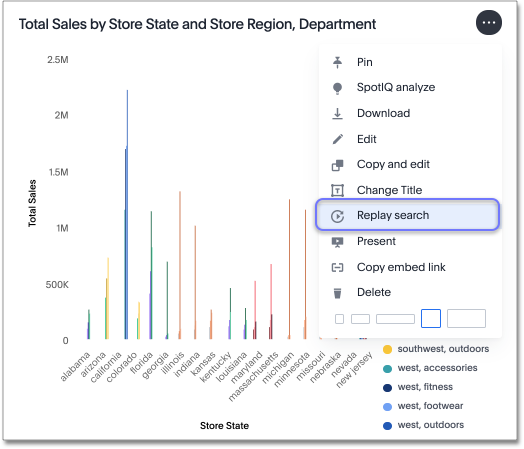 Total Sales by Store State and Store Region, Department
Pin
SpotIQ analyze
Download
Edit
Copy and edit
Change Title
Replay search
Present
Copy embed link
Delete
Total Sales
2.5M
2M
1.5M
1M
500K
0
alabama
arizona
california
colorado
florida
georgia
illinois
indiana
kansas
kentucky
louisiana
maryland
massachusetts
michigan
minnesota
missouri
nebraska
nevada
new jersey
Store State
southwest, outdoors
west, accessories
west, fitness
west, footwear
west, outdoors